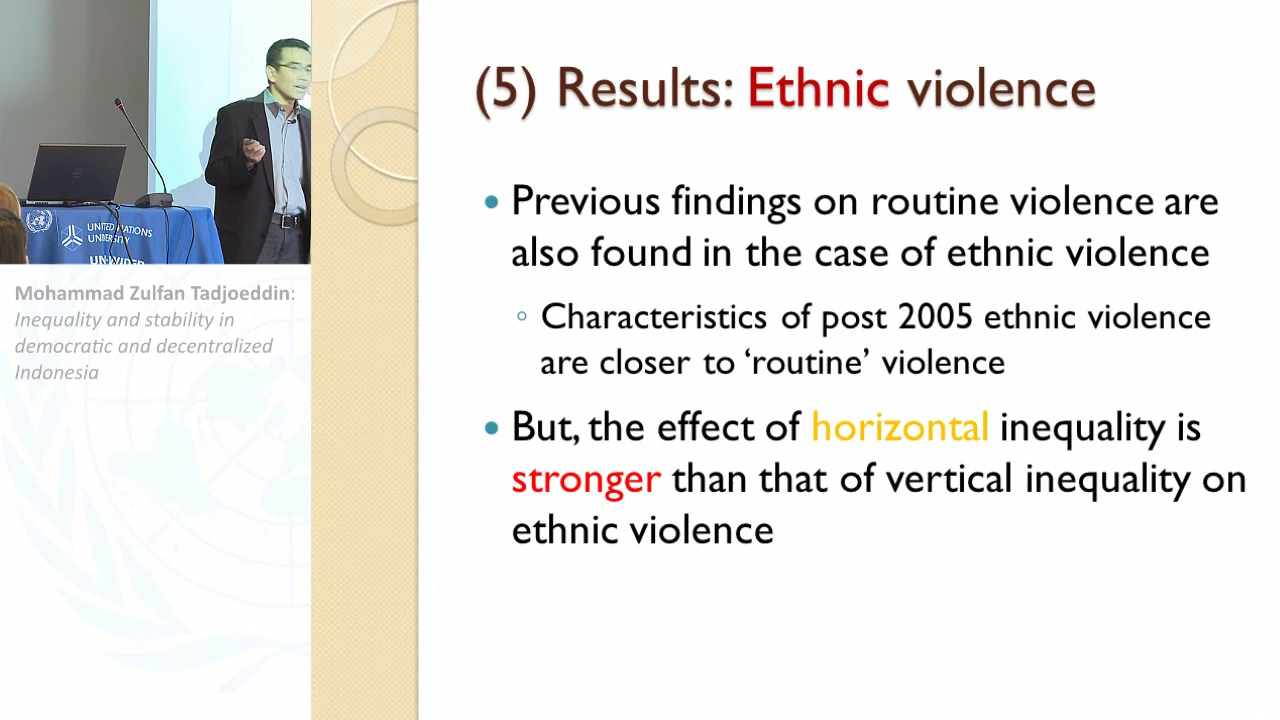 UNITED NATIONS
UNIVERSITY
UNU-WIDER
Mohammad Zulfan Tadjoeddin:
Inequality and stability in
democratic and decentralized
Indonesia
(5) Results: Ethnic violence
Previous findings on routine violence are
also found in the case of ethnic violence
Characteristics of post 2005 ethnic violence
are closer to ‘routine’ violence
But, the effect of horizontal inequality is
stronger than that of vertical inequality on
ethnic violence